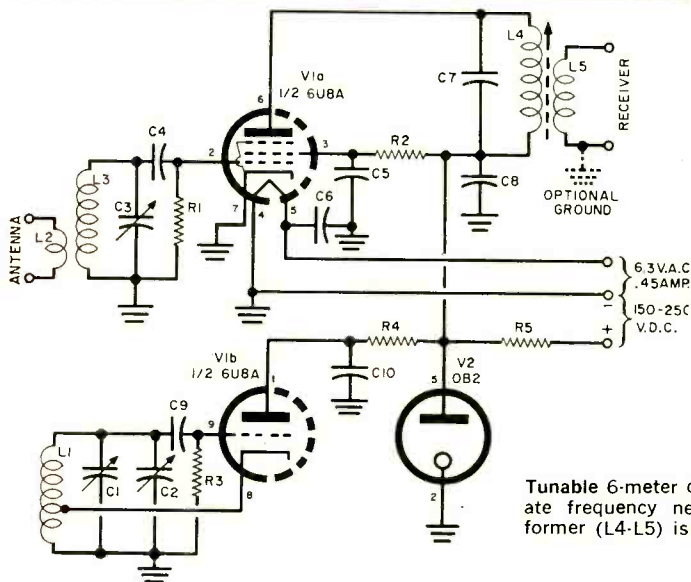 L4
L5
RECEIVER
C7
V1a
1/2 6U8A
6
C4
2
3
R2
C5
C8
OPTIONAL
GROUND
L3
C3
R1
7
4
5
C6
ANTENNA
L2
6.3V.A.C
.45AMP.
-
150-250
V.D.C.
+
V1b
1/2 6U8A
1
R4
R5
C10
V2
OB2
5
C9
9
8
L1
C1
C2
R3
2
Tunable 6-meter
ate frequency ne
former (L4-L5) is